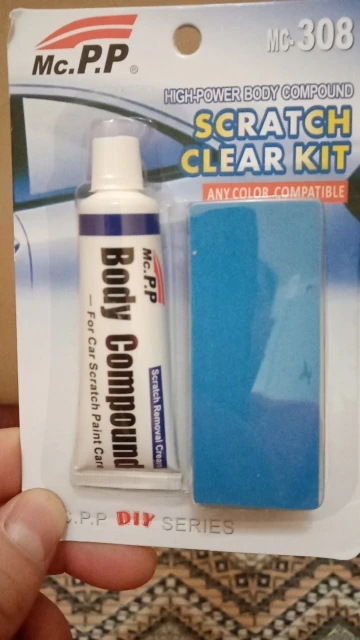 Mc.P.P®
MC-308
HIGH-POWER BODY COMPOUND
SCRATCH
CLEAR KIT
ANY COLOR COMPATIBLE
Mc.P.P
Body Compound
— For Car Scratch Paint Care
Scratch Removal Cream
.P.P DIY SERIES